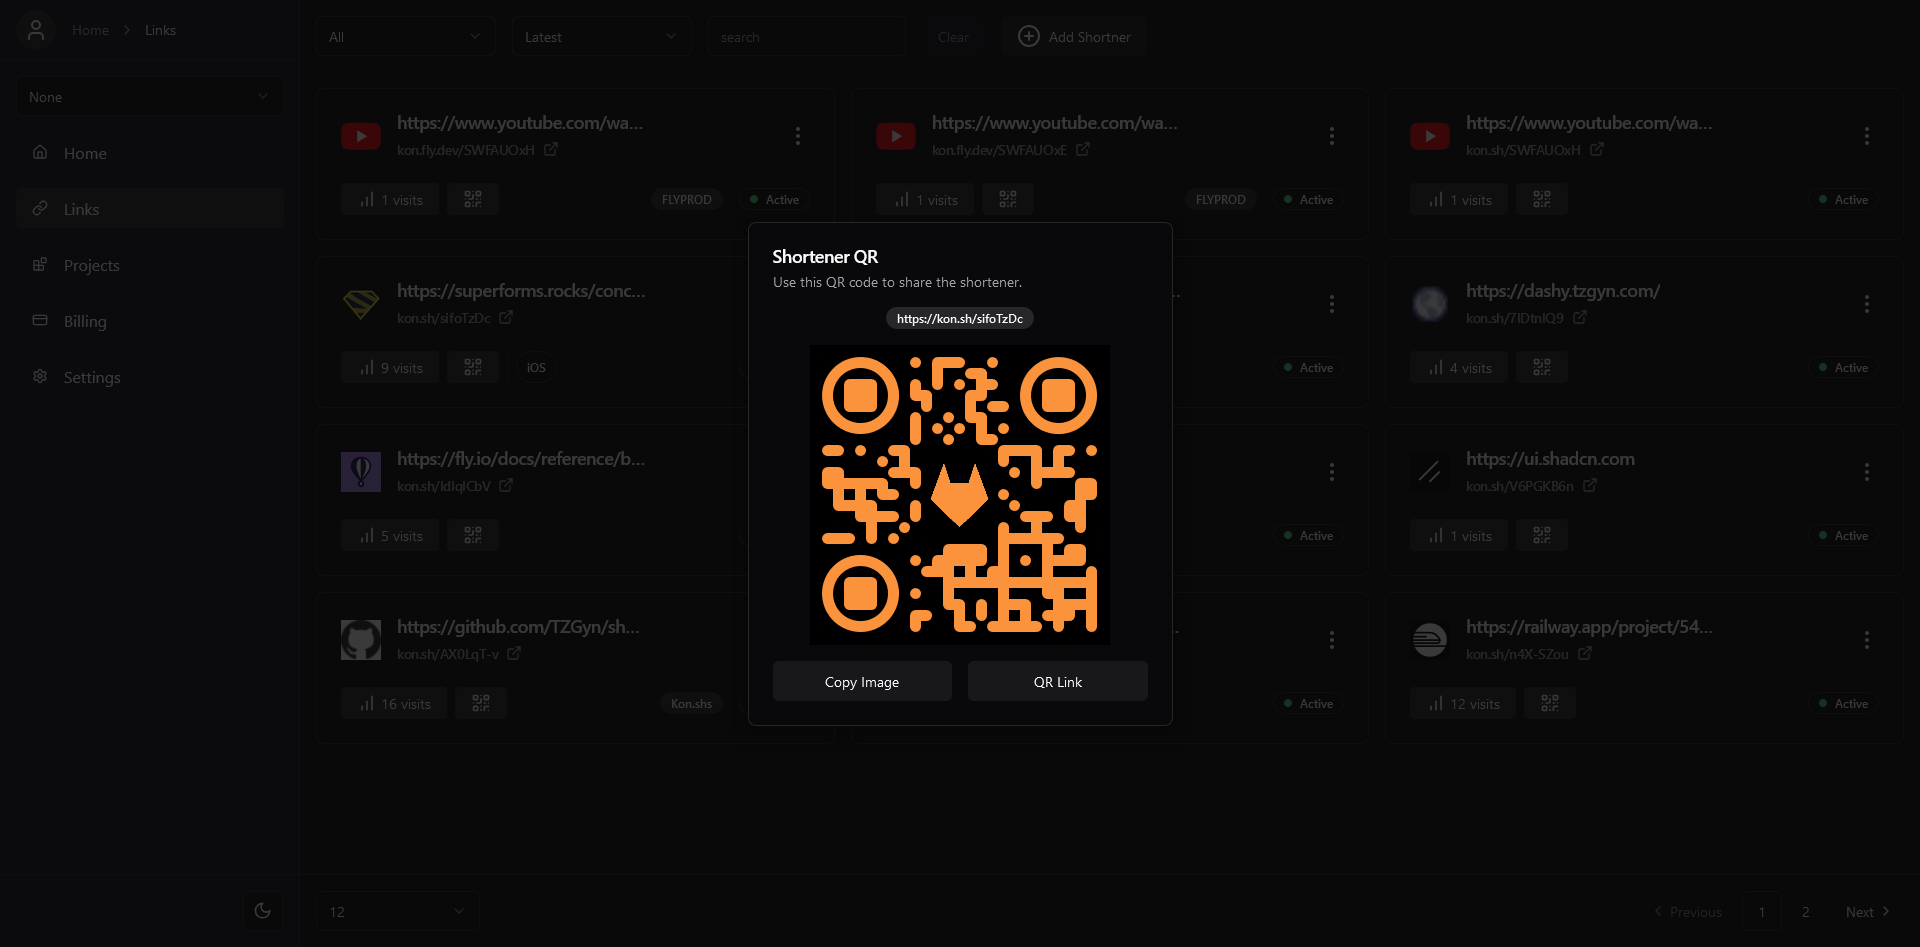 Home > Links
None
Home
Links
Projects
Billing
Settings
All
Latest
search
Clear
Add Shortner
https://www.youtube.com/wa...
kon.fly.dev/SWFAUOxH
1 visits
FLYPROD
Active
https://www.youtube.com/wa...
kon.fly.dev/SWFAUOxE
1 visits
FLYPROD
Active
https://www.youtube.com/wa...
kon.sh/SWFAUOxH
1 visits
Active
https://superforms.rocks/conc...
kon.sh/sifoTzDc
9 visits
iOS
Active
https://dashy.tzgyn.com/
kon.sh/7IDtnIQ9
4 visits
Active
https://fly.io/docs/reference/b...
kon.sh/IdIqICbV
5 visits
Active
https://ui.shadcn.com
kon.sh/V6PGKB6n
1 visits
Active
https://github.com/TZGyn/sh...
kon.sh/AX0LqT-v
16 visits
Kon.shs
Active
https://railway.app/project/54...
kon.sh/n4X-SZou
12 visits
Active
Shortener QR
Use this QR code to share the shortener.
https://kon.sh/sifoTzDc
Copy Image
QR Link
12
Previous
1
2
Next